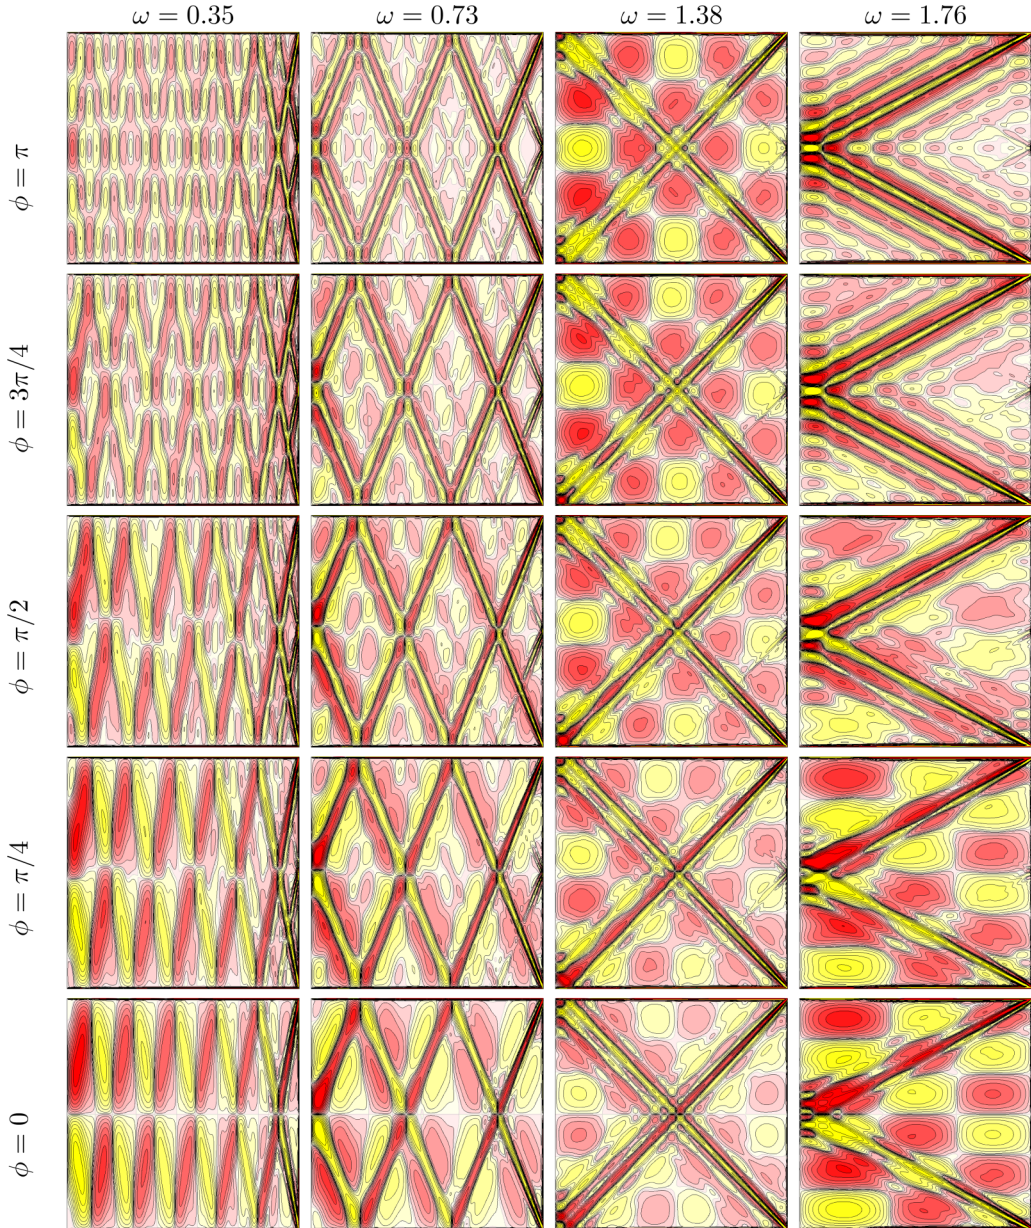 ω = 0.35 ω = 0.73 ω = 1.38 ω = 1.76
ϕ = π
ϕ = 3π/4
ϕ = π/2
ϕ = π/4
ϕ = 0